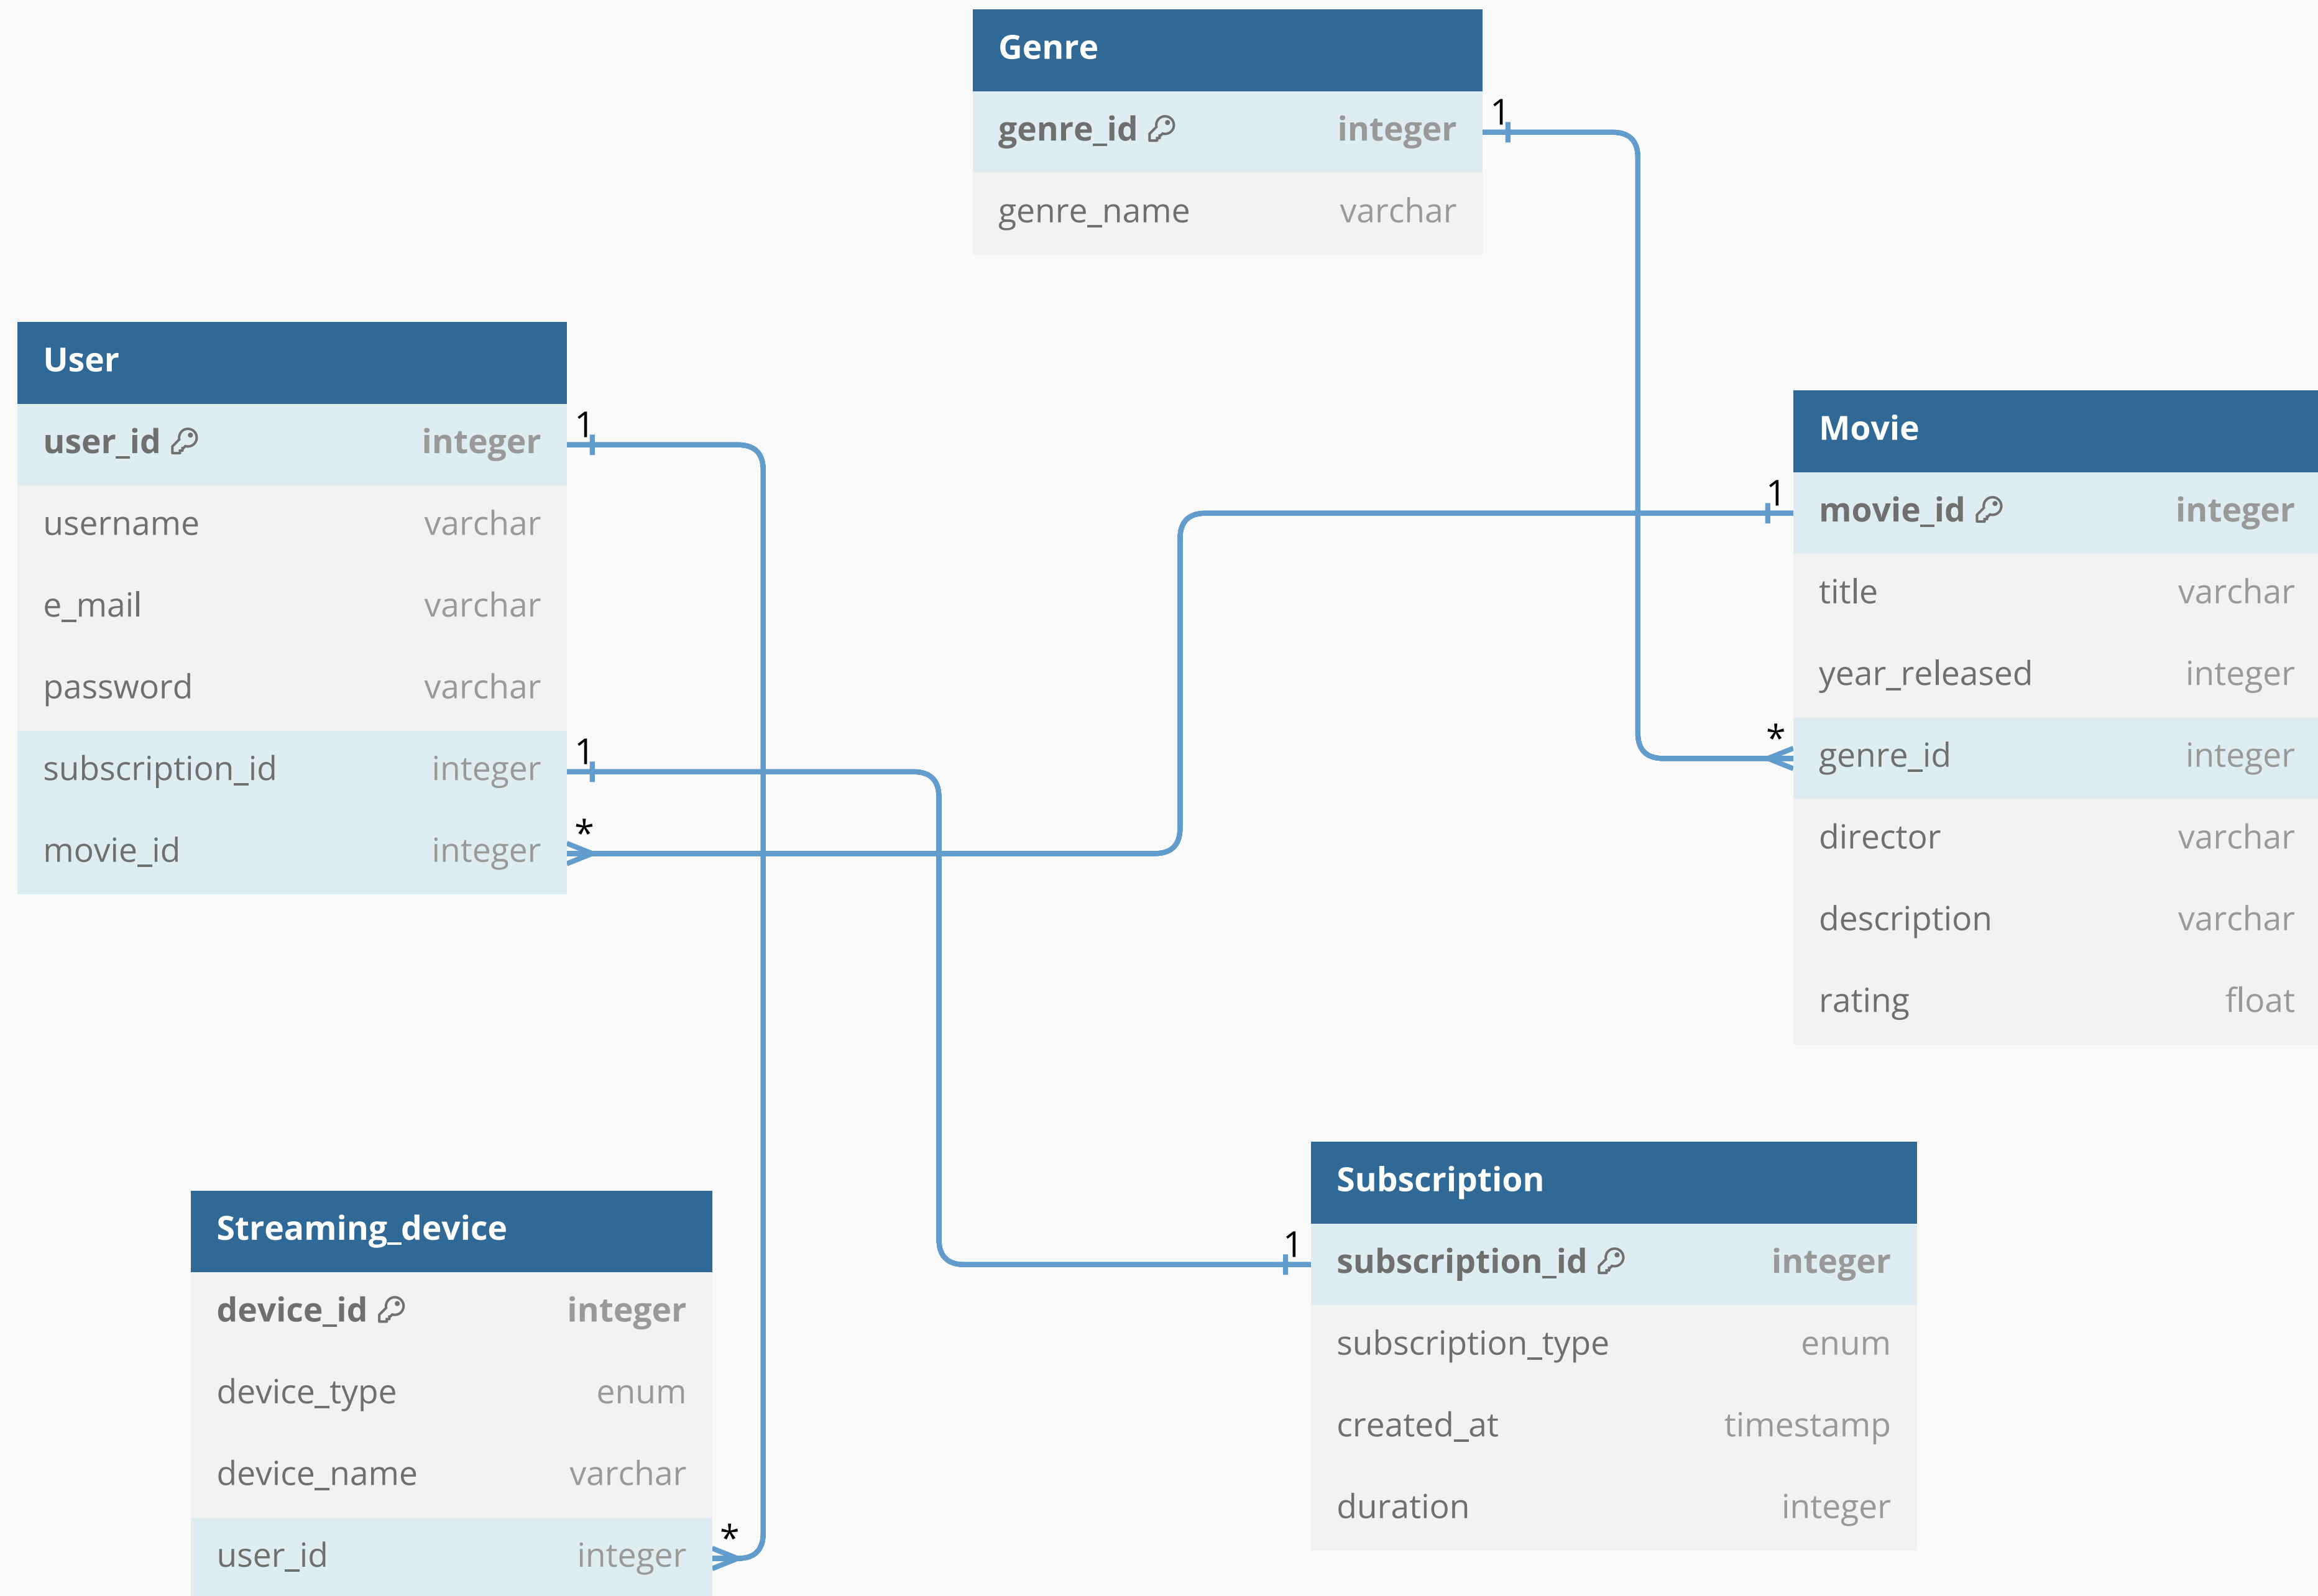 Genre
genre_id integer
genre_name varchar
1
User
user_id integer
username varchar
e_mail varchar
password varchar
subscription_id integer
movie_id integer
1
1
*
Movie
movie_id integer
title varchar
year_released integer
genre_id integer
director varchar
description varchar
rating float
1
*
Streaming_device
device_id integer
device_type enum
device_name varchar
user_id integer
*
Subscription
subscription_id integer
subscription_type enum
created_at timestamp
duration integer
1